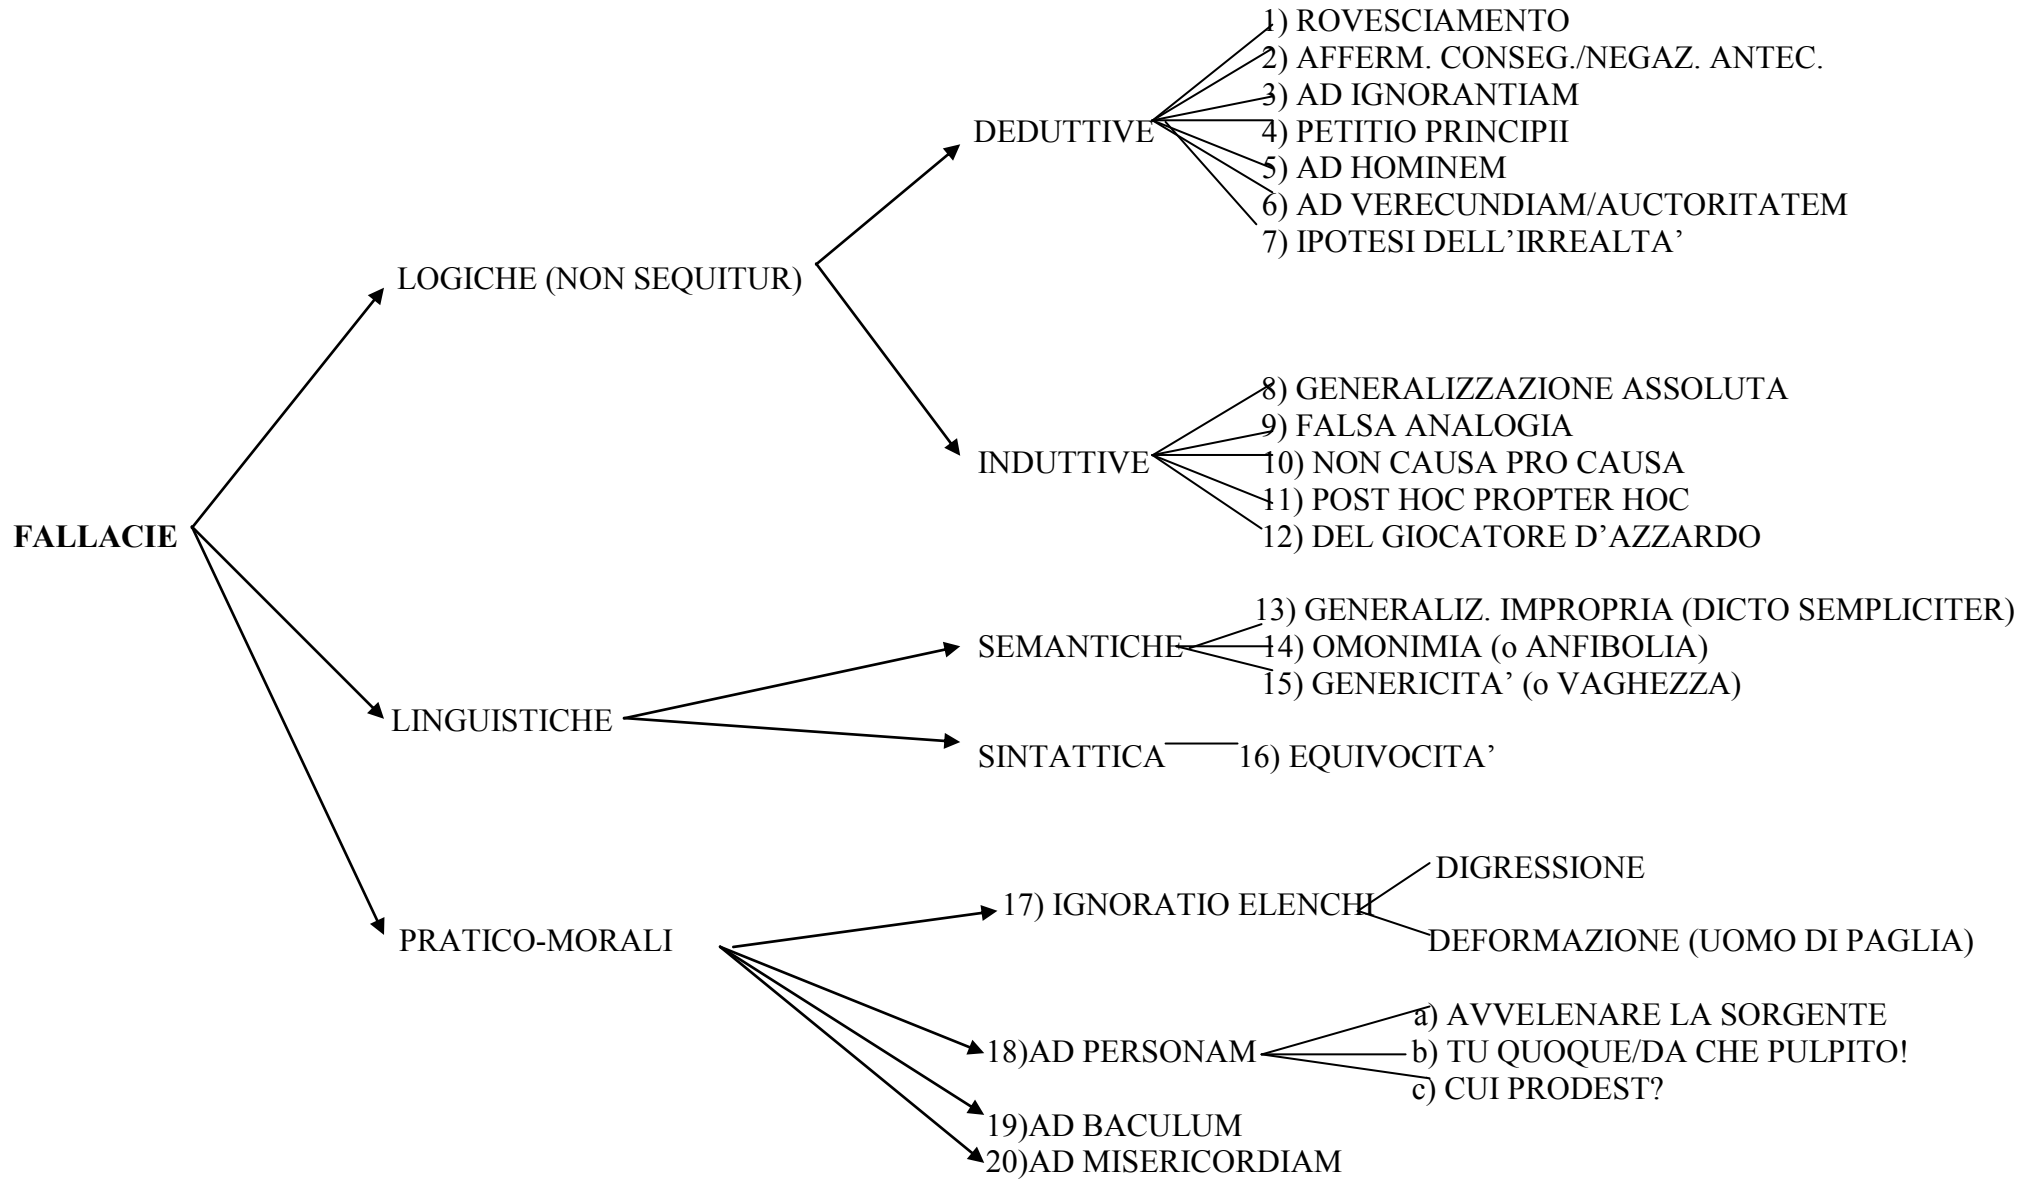 1) ROVESCIAMENTO
2) AFFERM. CONSEG./NEGAZ. ANTEC.
3) AD IGNORANTIAM
DEDUTTIVE
4) PETITIO PRINCIPII
5) AD HOMINEM
6) AD VERECUNDIAM/AUCTORITATEM
7) IPOTESI DELL’IRREALTA’
LOGICHE (NON SEQUITUR)
8) GENERALIZZAZIONE ASSOLUTA
9) FALSA ANALOGIA
INDUTTIVE
10) NON CAUSA PRO CAUSA
11) POST HOC PROPTER HOC
FALLACIE
12) DEL GIOCATORE D’AZZARDO
13) GENERALIZ. IMPROPRIA (DICTO SEMPLICITER)
SEMANTICHE
14) OMONIMIA (o ANFIBOLIA)
15) GENERICITA’ (o VAGHEZZA)
LINGUISTICHE
SINTATTICA
16) EQUIVOCITA’
DIGRESSIONE
17) IGNORATIO ELENCHI
PRATICO-MORALI
DEFORMAZIONE (UOMO DI PAGLIA)
a) AVVELENARE LA SORGENTE
18)AD PERSONAM
b) TU QUOQUE/DA CHE PULPITO!
c) CUI PRODEST?
19)AD BACULUM
20)AD MISERICORDIAM